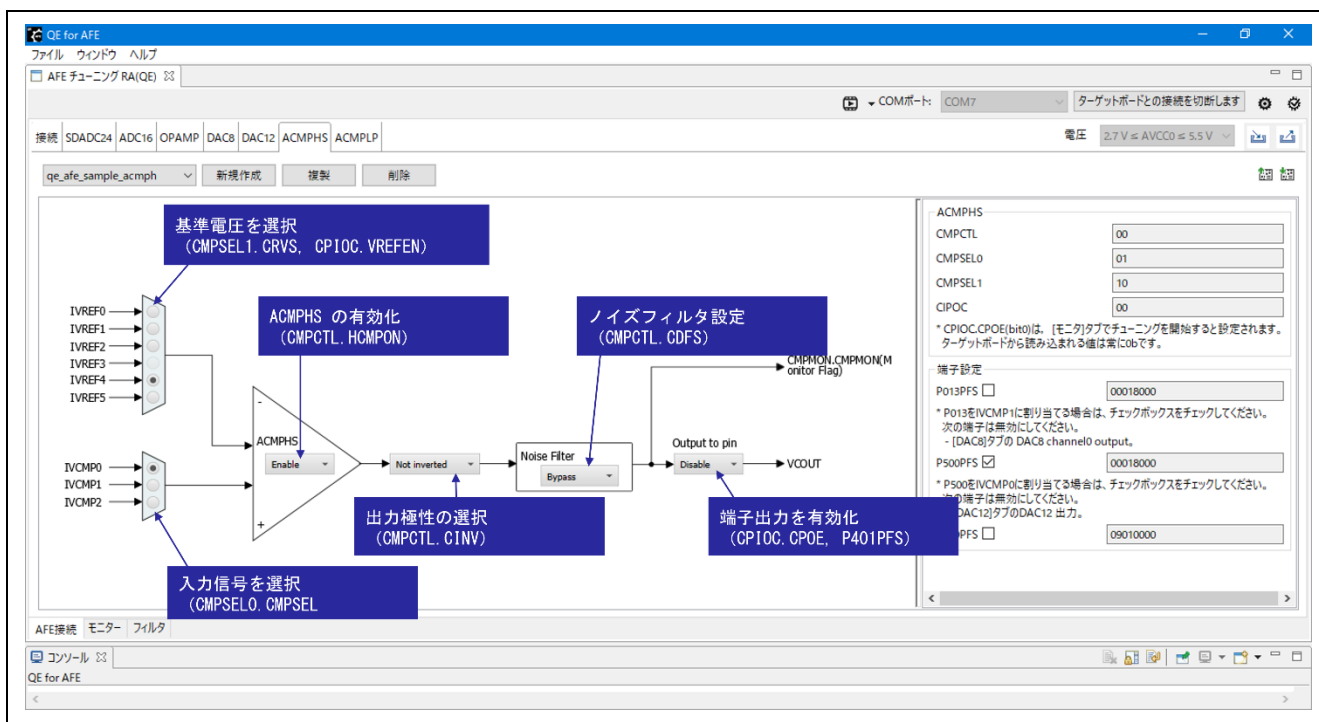 QE for AFE
ファイル ウィンドウ ヘルプ
AFE チューニング RA(QE)
COMポート: COM7 ターゲットボードとの接続を切断します
接続 SDADC24 ADC16 OPAMP DAC8 DAC12 ACMPHS ACMPLP
電圧 2.7 V ≤ AVCC0 ≤ 5.5 V
qe_afe_sample_acmph 新規作成 複製 削除
基準電圧を選択
(CMPSEL1.CRVS, CPIOC.VREFEN)
IVREF0
IVREF1
IVREF2
IVREF3
IVREF4
IVREF5
ACMPHS の有効化
(CMPCTL.HCMPON)
ノイズフィルタ設定
(CMPCTL.CDFS)
CMPMON.CMPMON(M
onitor Flag)
-
ACMPHS
Enable
+
IVCMP0
IVCMP1
IVCMP2
Not inverted
Noise Filter
Bypass
Output to pin
Disable
VCOUT
出力極性の選択
(CMPCTL.CINV)
端子出力を有効化
(CPIOC.CPOE, P401PFS)
入力信号を選択
(CMPSEL0.CMPSEL
ACMPHS
CMPCTL 00
CMPSEL0 01
CMPSEL1 10
CIPOC 00
* CPIOC.CPOE(bit0)は、[モニタ]タブでチューニングを開始すると設定されます。
ターゲットボードから読み込まれる値は常に0bです。
端子設定
P013PFS 00018000
* P013をIVCMP1に割り当てる場合は、チェックボックスをチェックしてください。
次の端子は無効にしてください。
- [DAC8]タブの DAC8 channel0 output。
P500PFS 00018000
* P500をIVCMP0に割り当てる場合は、チェックボックスをチェックしてください。
の端子は無効にしてください。
DAC12]タブのDAC12 出力。
PFS 09010000
AFE接続 モニター フィルタ
コンソール
QE for AFE